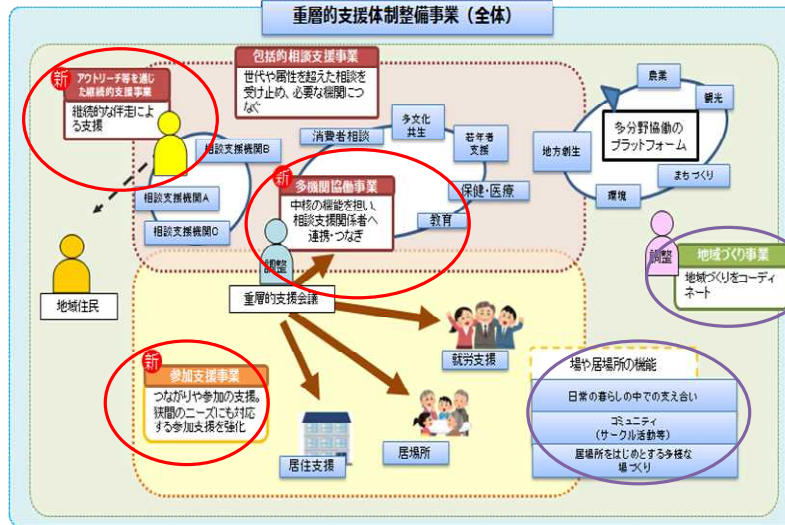 重層的支援体制整備事業（全体）
新
アウトリーチ等を通じ
た継続的支援事業
継続的な伴走によ
る支援
包括的相談支援事業
世代や属性を超えた相談を
受け止め、必要な機関につ
なぐ
相談支援機関B
相談支援機関A
相談支援機関C
消費者相談
多文化
共生
若年者
支援
保健・医療
教育
新
多機関協働事業
中核の機能を担い、
相談支援関係者へ
連携・つなぎ
農業
観光
多分野協働の
プラットフォーム
地方創生
まちづくり
環境
調整
地域づくり事業
地域づくりをコーディ
ネート
地域住民
調整
重層的支援会議
新
参加支援事業
つながりや参加の支援。
狭間のニーズにも対応
する参加支援を強化
就労支援
居住支援
居場所
場や居場所の機能
日常の暮らしの中での支え合い
コミュニティ
（サークル活動等）
居場所をはじめとする多様な
場づくり